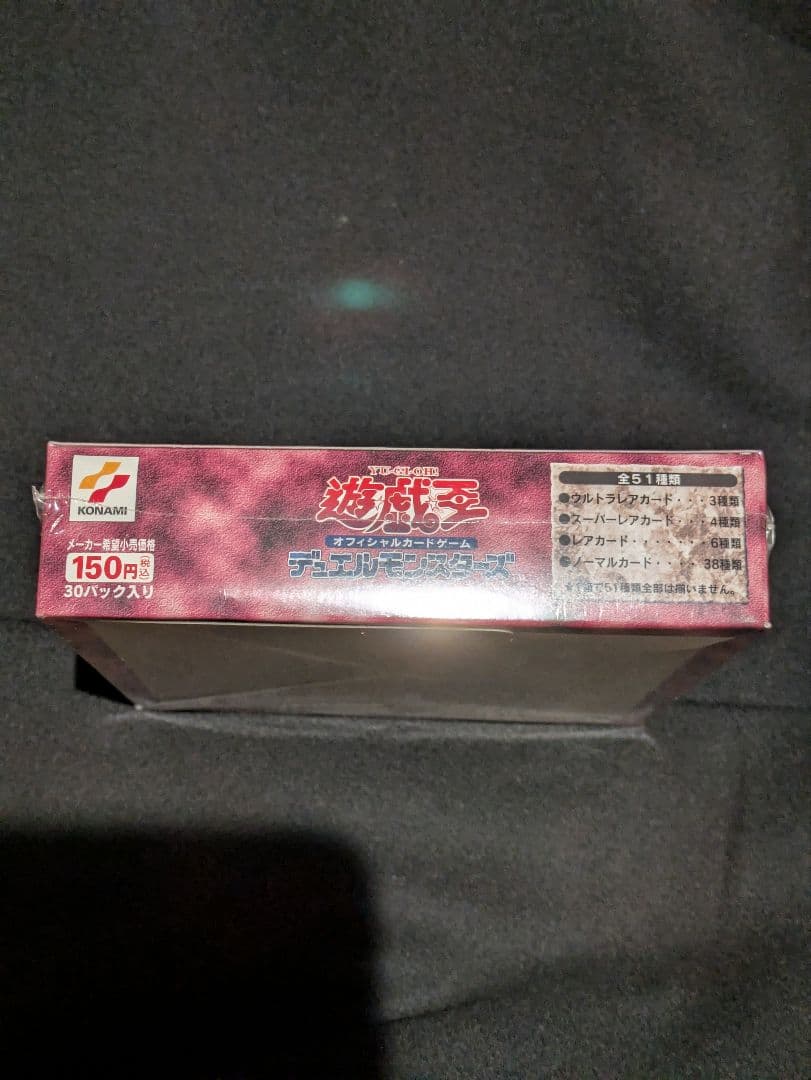 KONAMI
メーカー希望小売価格
150円(税込)
30パック入り
YU-GI-OH!
遊戯王
オフィシャルカードゲーム
デュエルモンスターズ
全51種類
●ウルトラレアカード・・・3種類
●スーパーレアカード・・・4種類
●レアカード・・・・・・・6種類
●ノーマルカード・・・38種類
★1箱で51種類全部は揃いません。